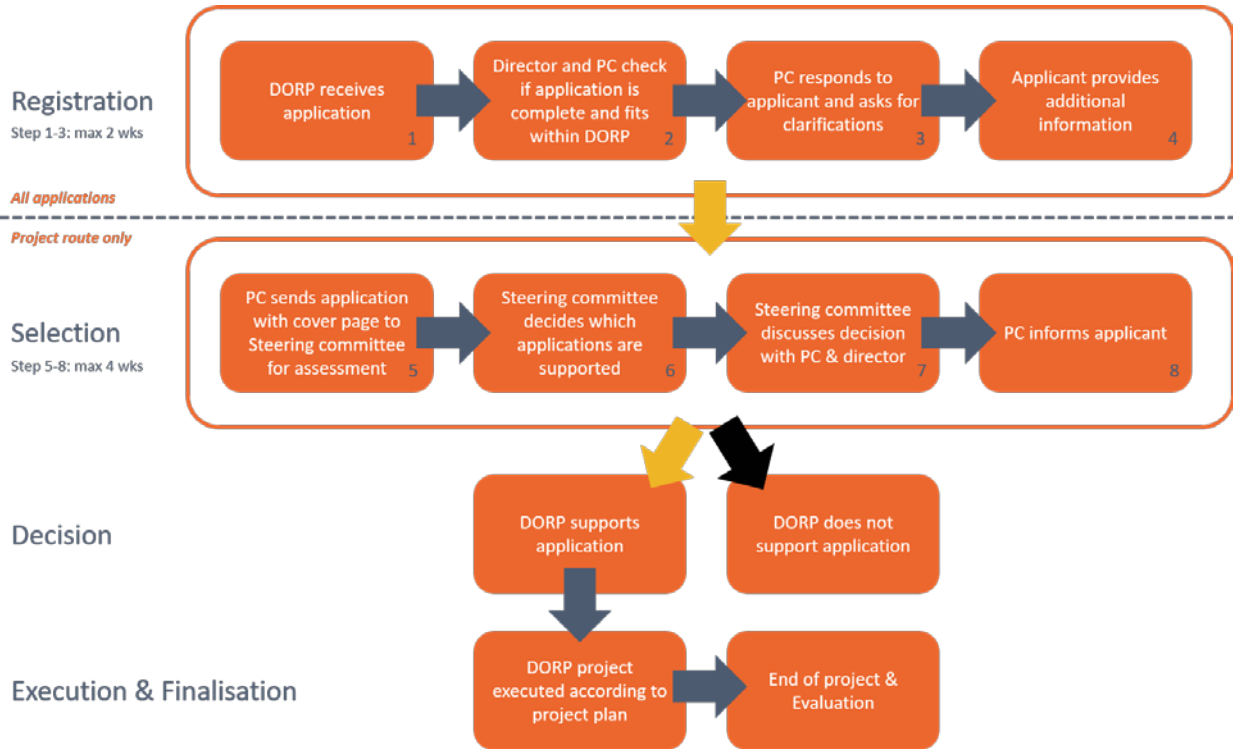 Registration
Step 1-3: max 2 wks
DORP receives
application
1
Director and PC check
if application is
complete and fits
within DORP
2
PC responds to
applicant and asks for
clarifications
3
Applicant provides
additional
information
4
All applications
Project route only
Selection
Step 5-8: max 4 wks
PC sends application
with cover page to
Steering committee
for assessment
5
Steering committee
decides which
applications are
supported
6
Steering committee
discusses decision
with PC & director
7
PC informs applicant
8
Decision
DORP supports
application
DORP does not
support application
Execution & Finalisation
DORP project
executed according to
project plan
End of project &
Evaluation